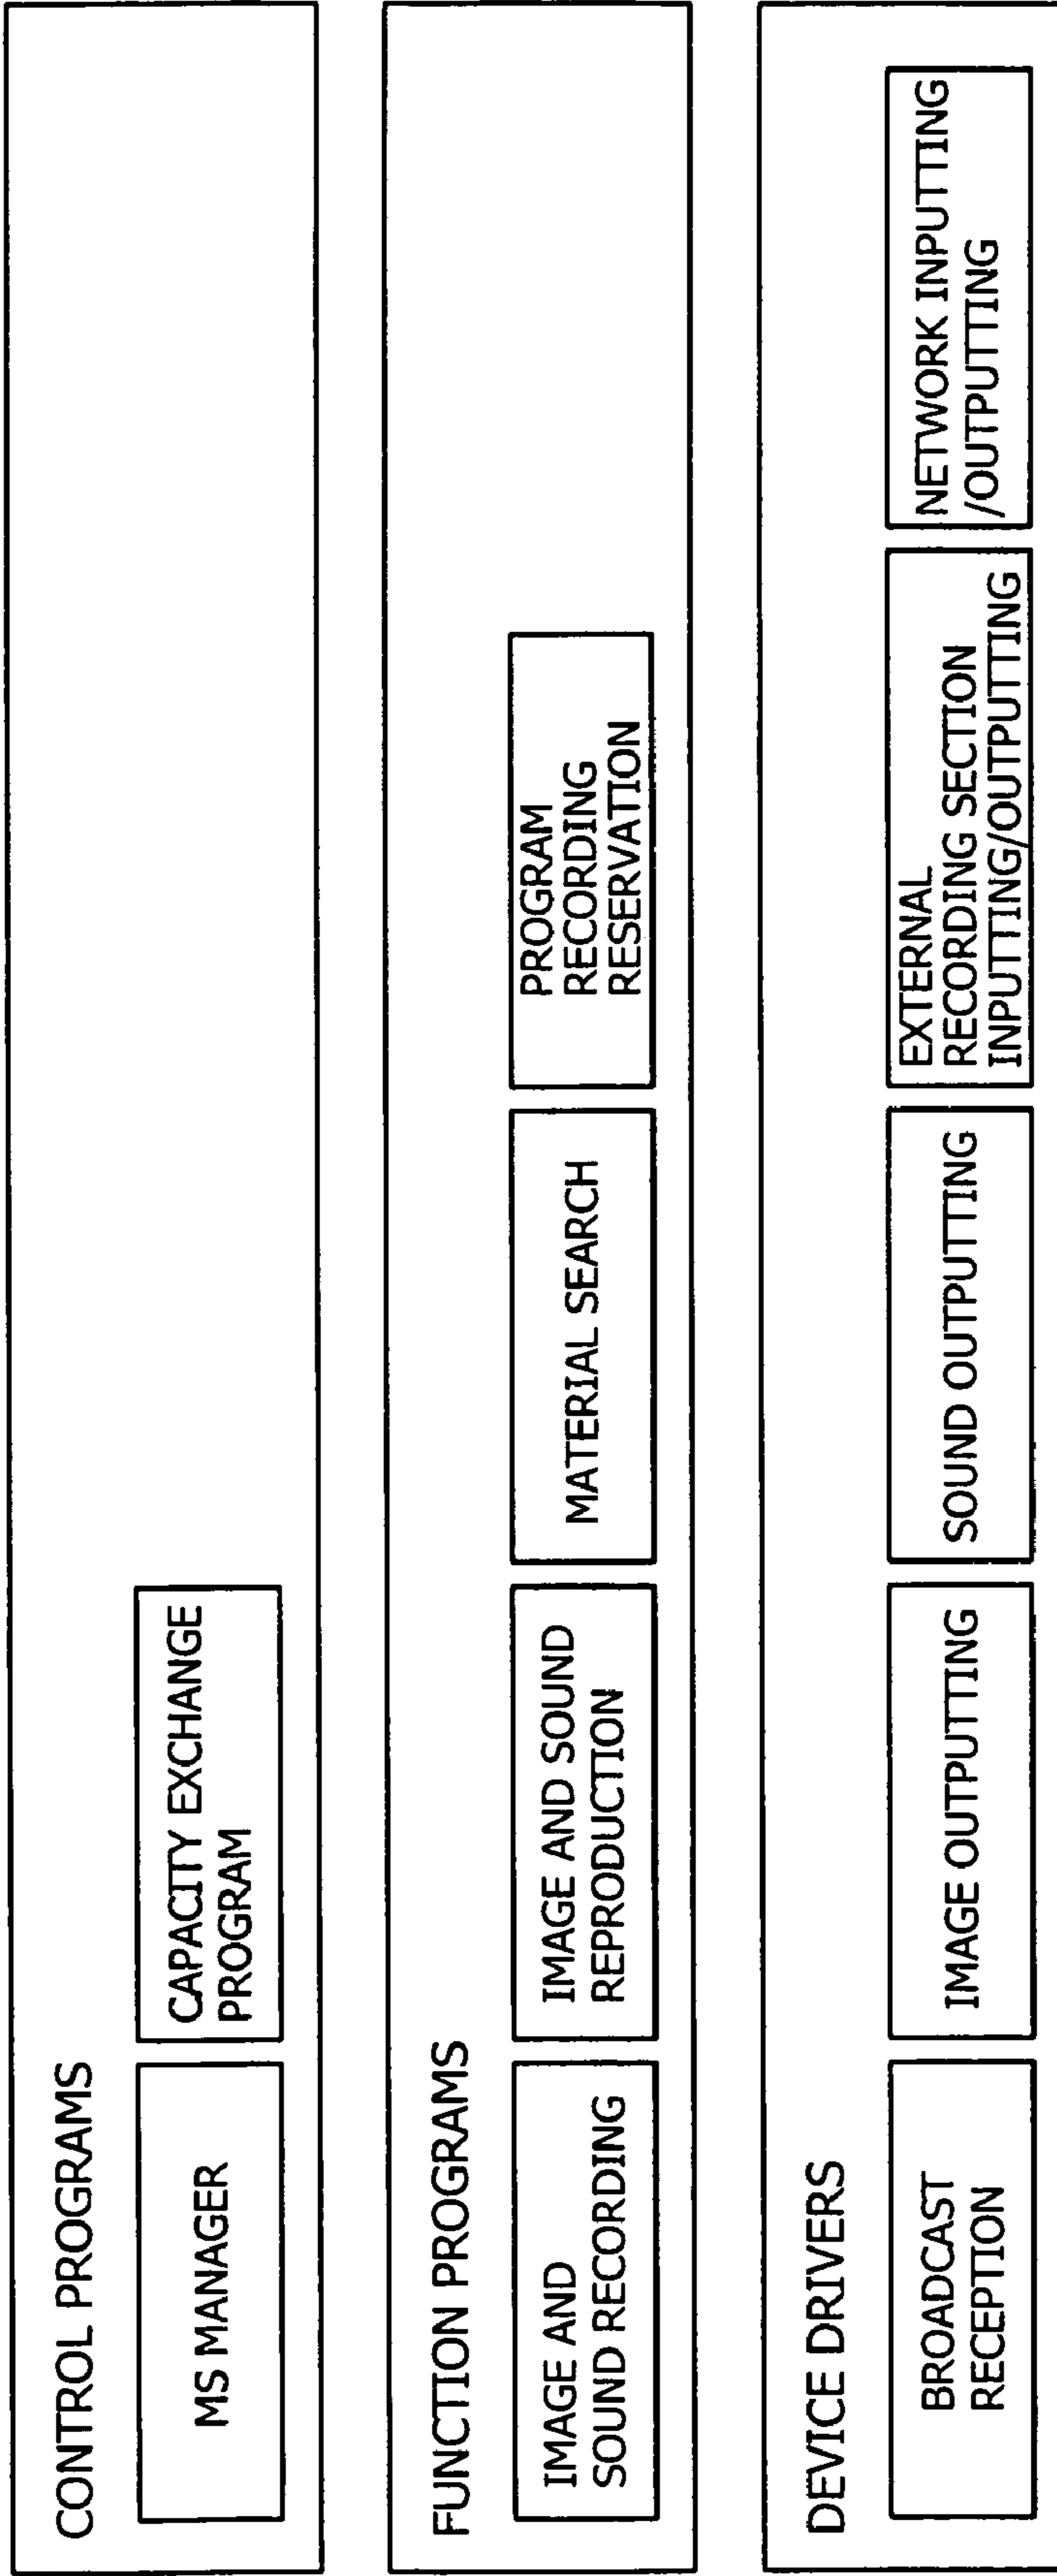 CONTROL PROGRAMS
MS MANAGER
CAPACITY EXCHANGE
PROGRAM
FUNCTION PROGRAMS
IMAGE AND
SOUND RECORDING
IMAGE AND SOUND
REPRODUCTION
MATERIAL SEARCH
PROGRAM
RECORDING
RESERVATION
DEVICE DRIVERS
BROADCAST
RECEPTION
IMAGE OUTPUTTING
SOUND OUTPUTTING
EXTERNAL
RECORDING SECTION
INPUTTING/OUTPUTTING
NETWORK INPUTTING
/OUTPUTTING